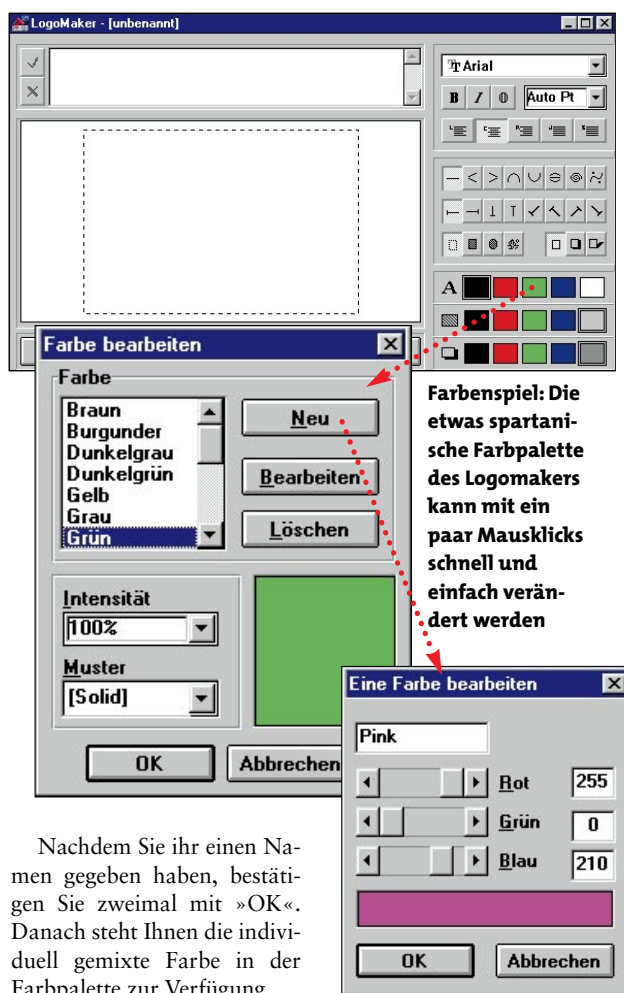 LogoMaker - [unbenannt]
Arial
B I O Auto Pt
A
Farbe bearbeiten
Farbe
Braun
Burgunder
Dunkelgrau
Dunkelgrün
Gelb
Grau
Grün
Neu
Bearbeiten
Löschen
Intensität
100%
Muster
[Solid]
OK Abbrechen
Farbenspiel: Die
etwas spartani-
sche Farbpalette
des Logomakers
kann mit ein
paar Mausklicks
schnell und
einfach verän-
dert werden
Eine Farbe bearbeiten
Pink
Rot 255
Grün 0
Blau 210
OK Abbrechen
Nachdem Sie ihr einen Na-
men gegeben haben, bestäti-
gen Sie zweimal mit »OK«.
Danach steht Ihnen die indivi-
duell gemixte Farbe in der
Farbpalette zur Verfügung